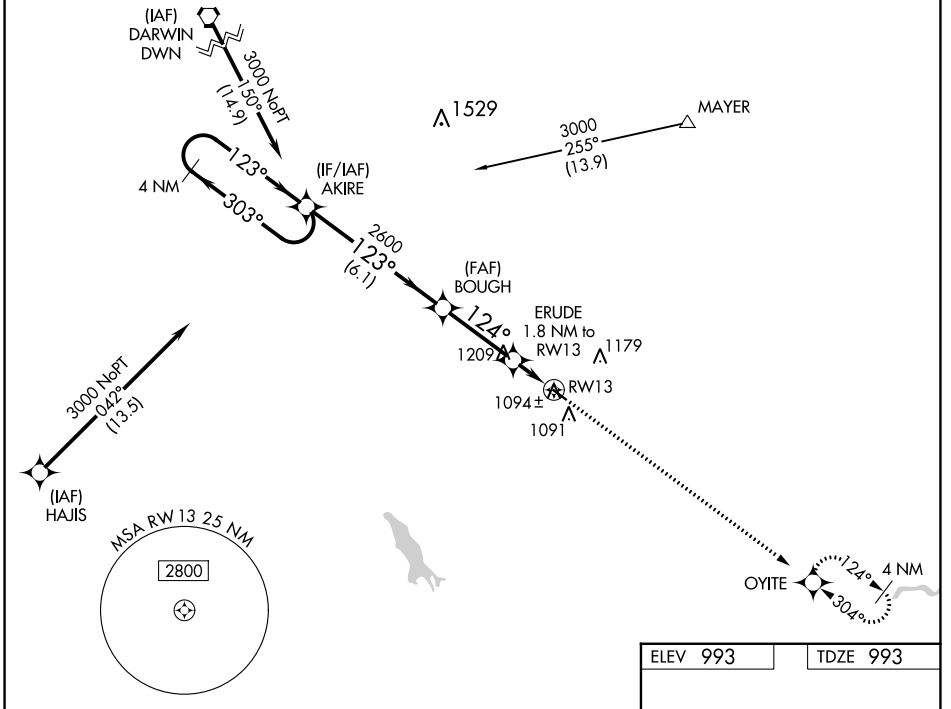 (IAF)
DARWIN
DWN
3000 NoPT
150°
(14.9)
1529
MAYER
3000
255°
(13.9)
123°
4 NM
303°
(IF/IAF)
AKIRE
2600
123°
(6.1)
(FAF)
BOUGH
124°
ERUDE
1.8 NM to
RW13
1209
1179
RW13
1094±
1091
3000 NoPT
042°
(13.5)
(IAF)
HAJIS
MSA RW 13 25 NM
2800
OYITE
124°
4 NM
304°
ELEV 993
TDZE 993